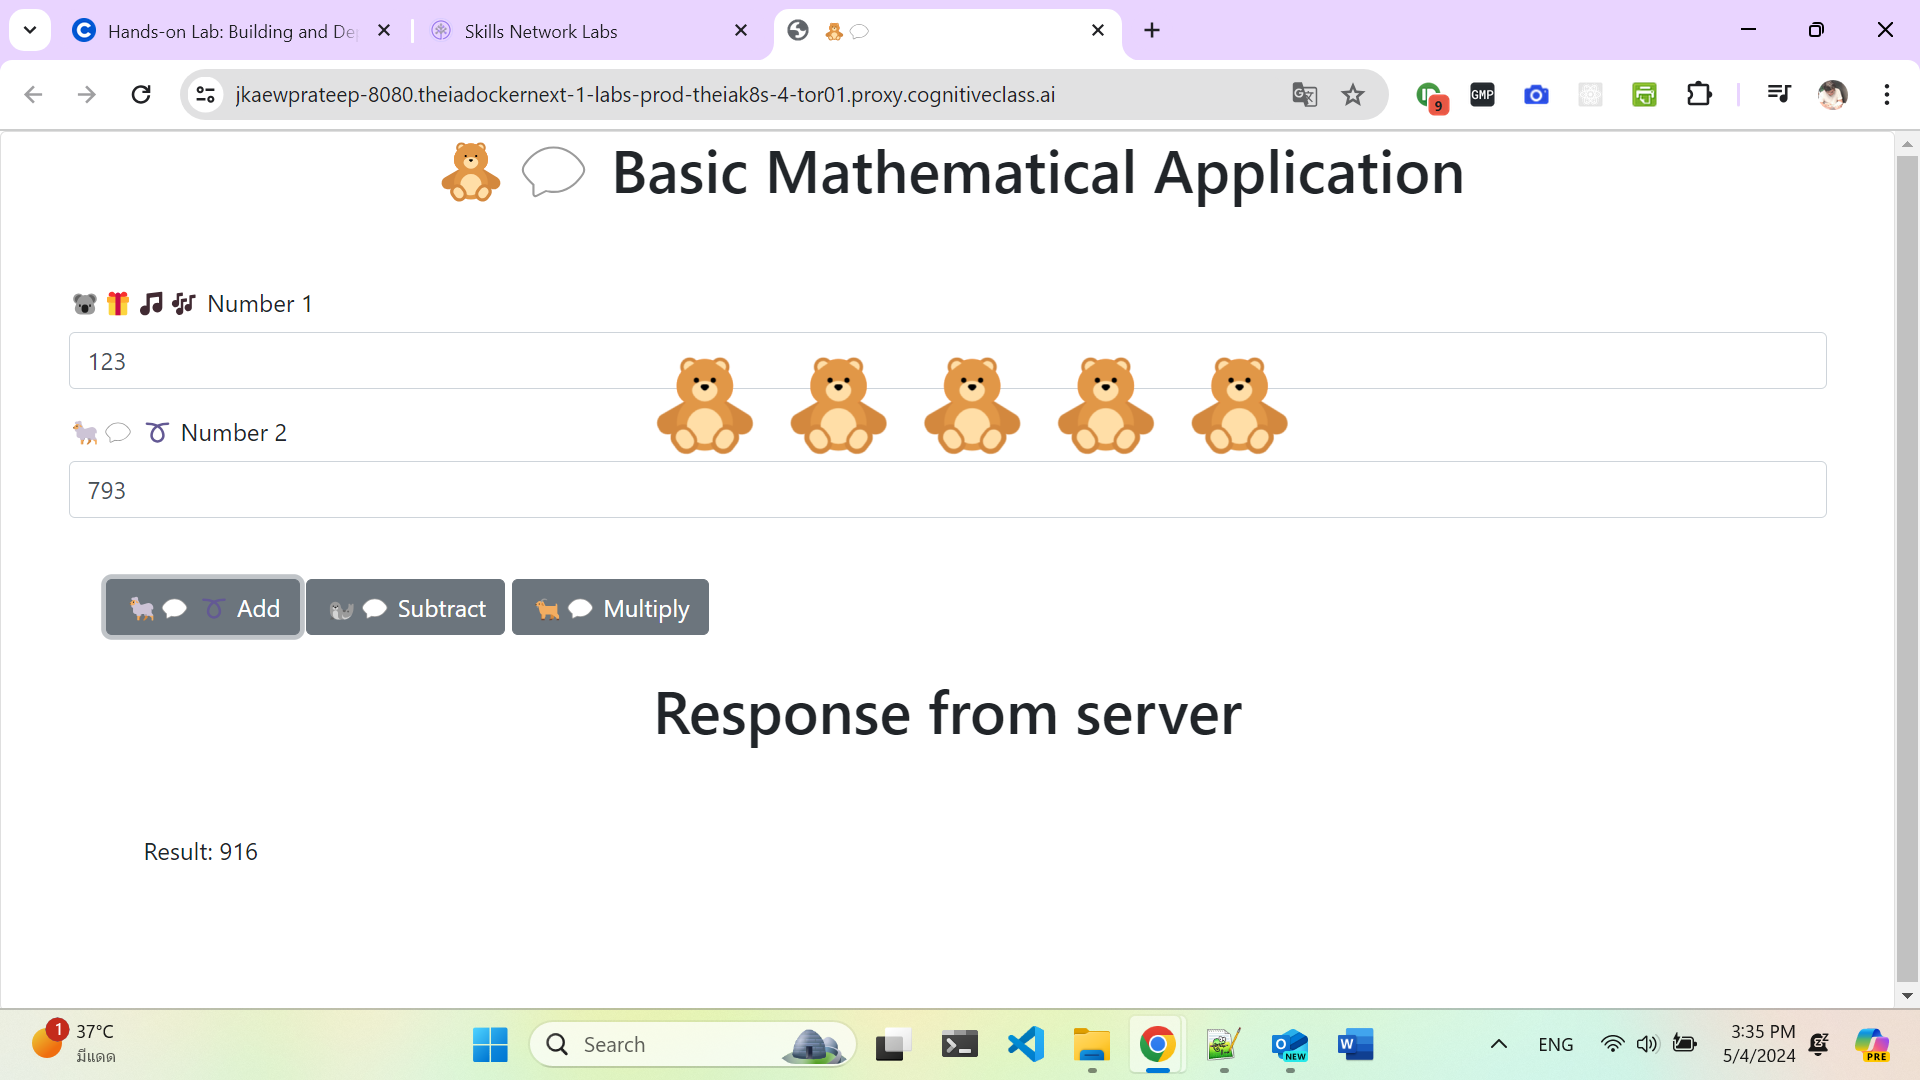 Hands-on Lab: Building and De
Skills Network Labs
jkaewprateep-8080.theiadockernext-1-labs-prod-theiak8s-4-tor01.proxy.cognitiveclass.ai
GMP
9
Basic Mathematical Application
Number 1
123
Number 2
793
Add Subtract Multiply
Response from server
Result: 916
1
37°C
มีแดด
Search
NEW
ENG
3:35 PM
5/4/2024
PRE